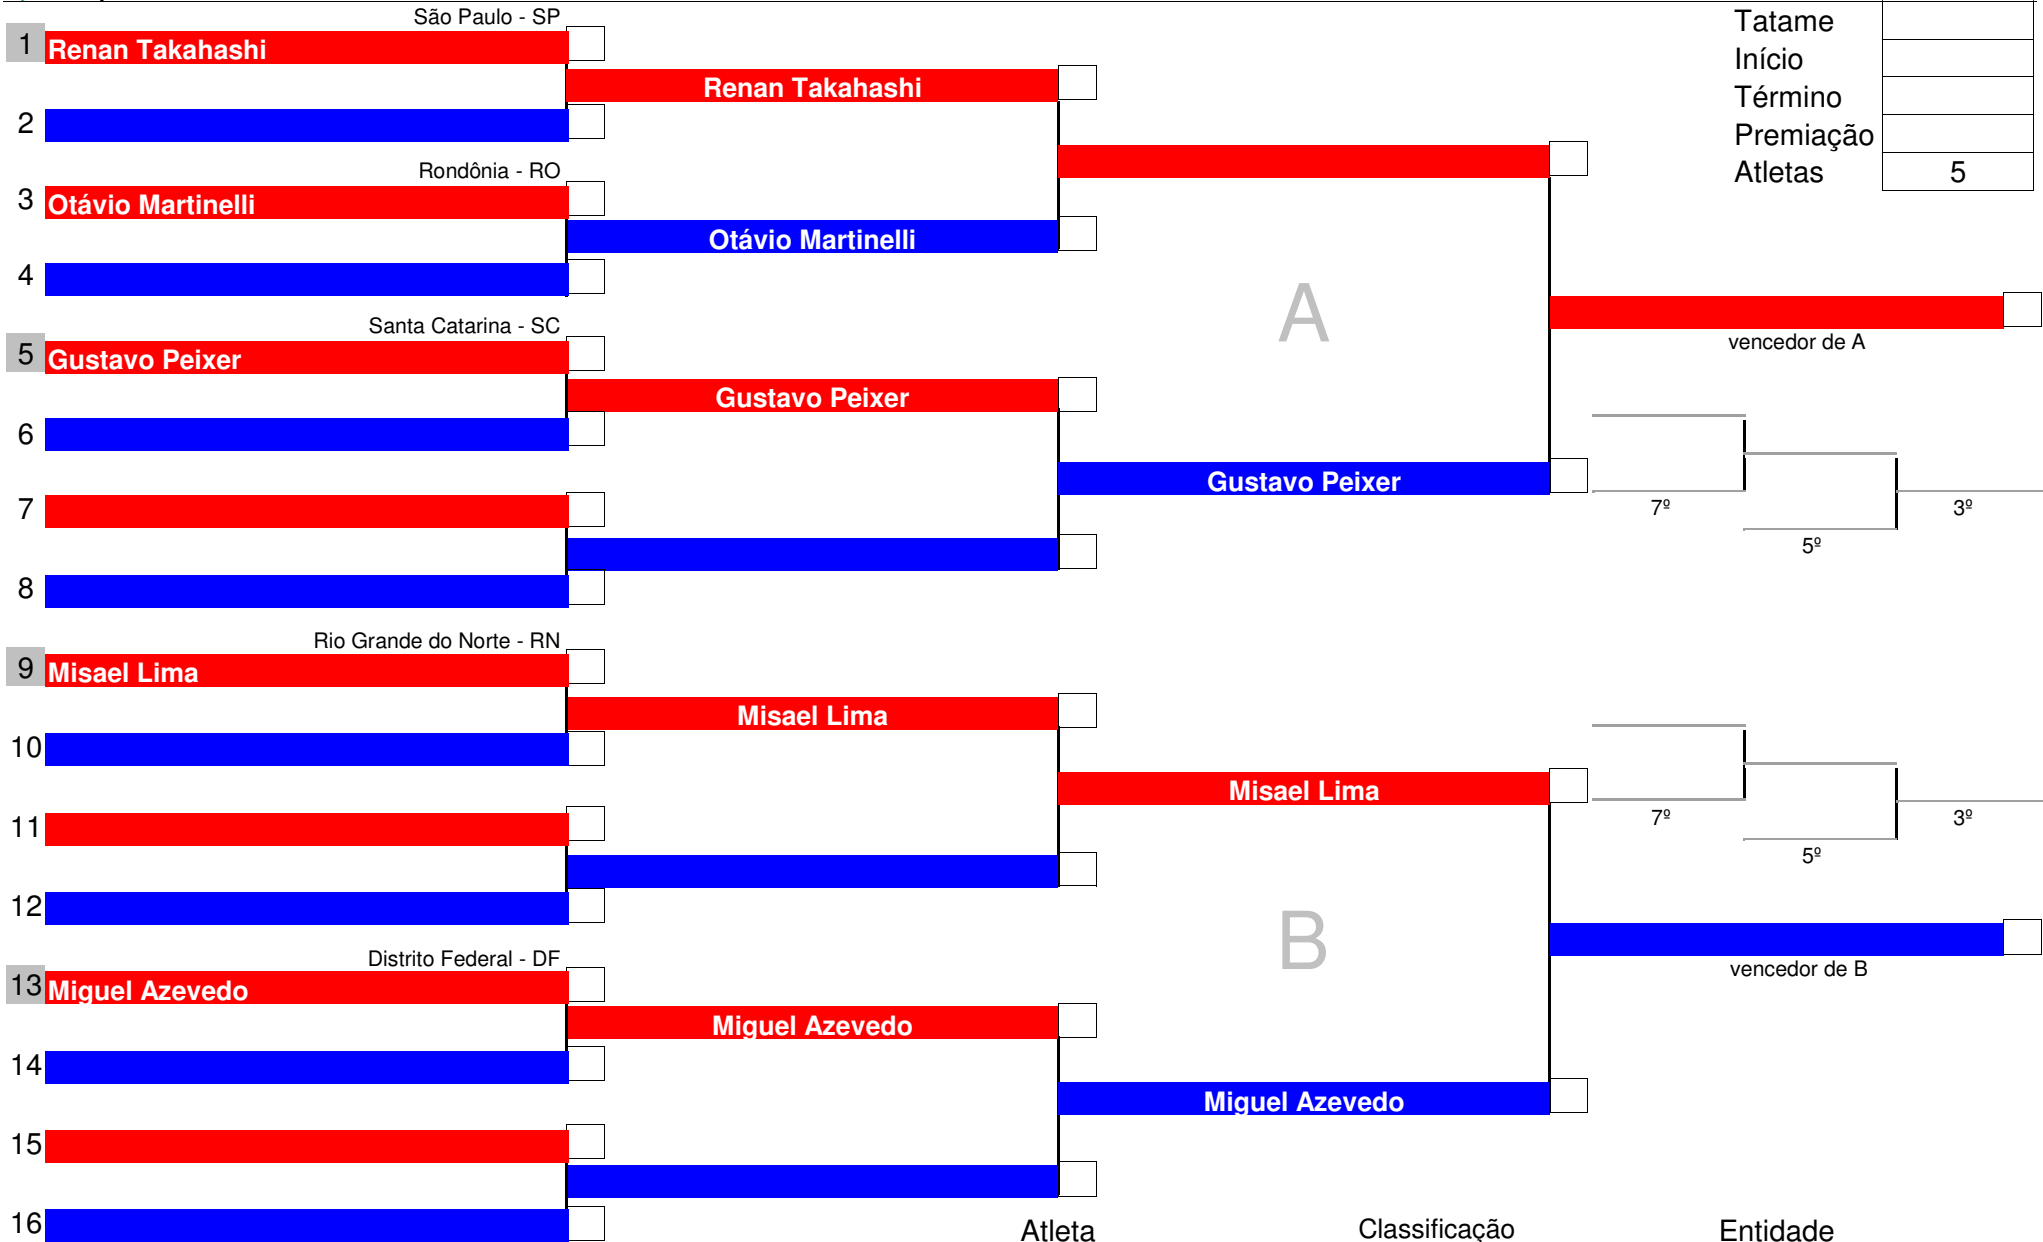 São Paulo - SP
1 Renan Takahashi
Renan Takahashi
2
Rondônia - RO
3 Otávio Martinelli
Otávio Martinelli
4
Santa Catarina - SC
5 Gustavo Peixer
Gustavo Peixer
6
Gustavo Peixer
7
8
A
Tatame
Início
Término
Premiação
Atletas 5
vencedor de A
7º
3º
5º
Rio Grande do Norte - RN
9 Misael Lima
Misael Lima
10
Misael Lima
11
12
B
7º
3º
5º
vencedor de B
Distrito Federal - DF
13 Miguel Azevedo
Miguel Azevedo
14
Miguel Azevedo
15
16
Atleta Classificação Entidade